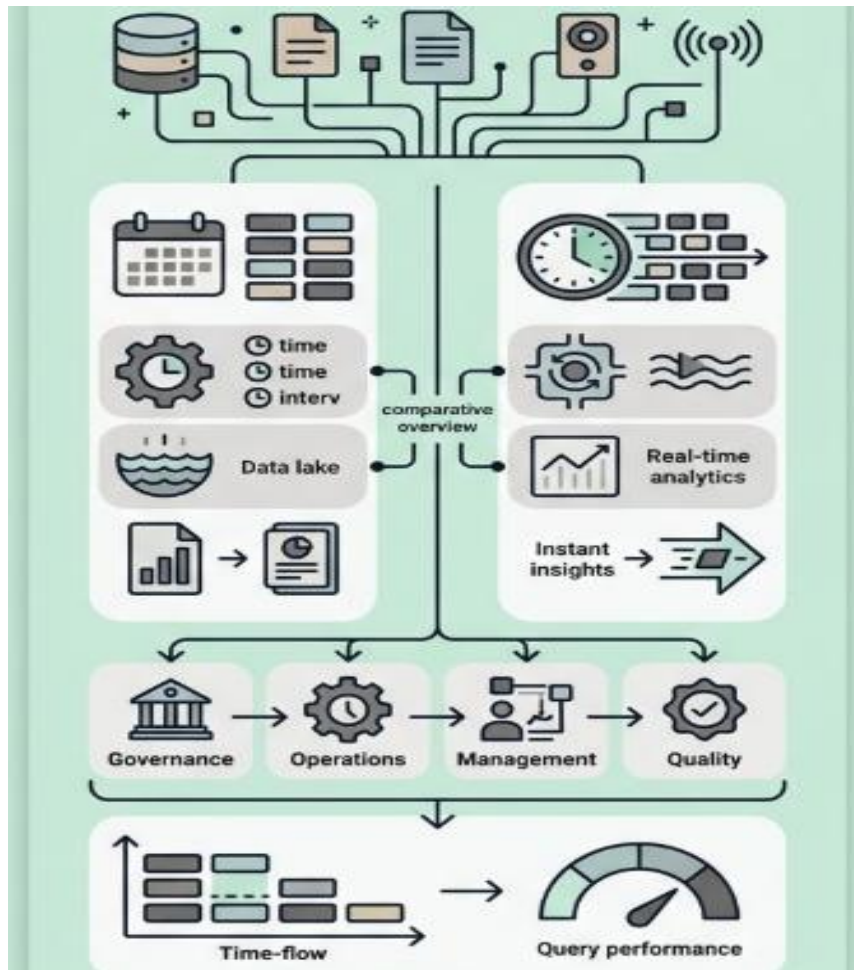 time
time
interv
comparative
overview
Data lake
Real-time
analytics
Instant
insights
Governance
Operations
Management
Quality
Time-flow
Query performance